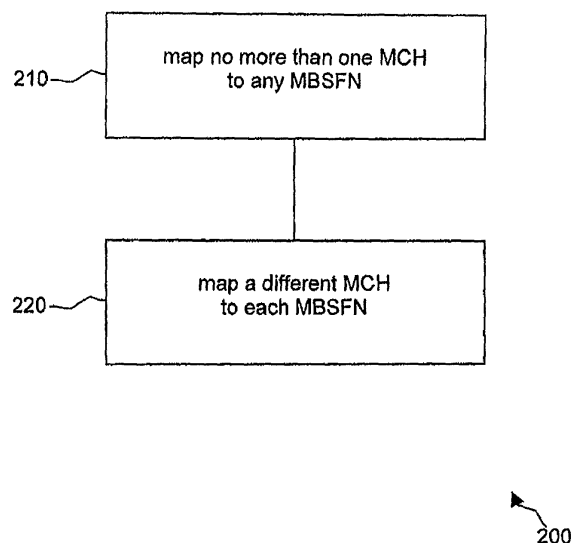 map no more than one MCH
to any MBSFN
210
map a different MCH
to each MBSFN
220
200